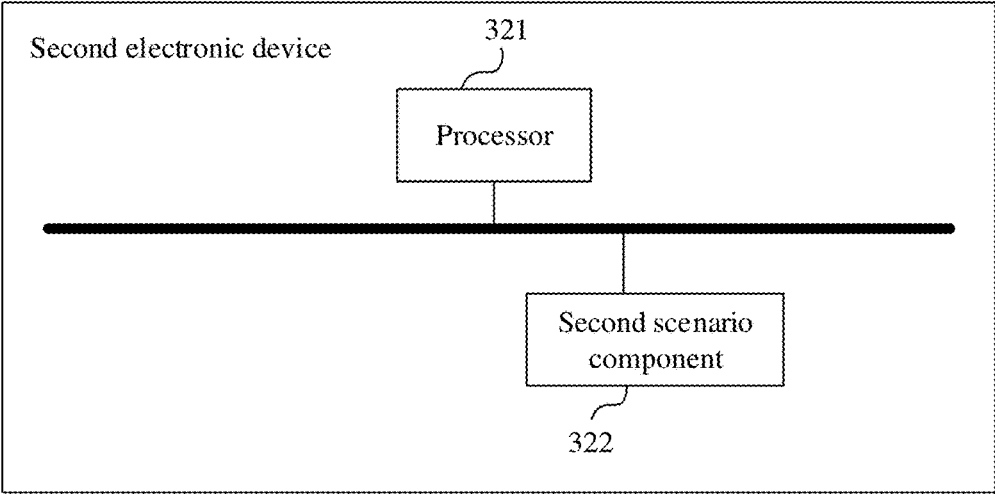 Second electronic device
321
Processor
Second scenario
component
322